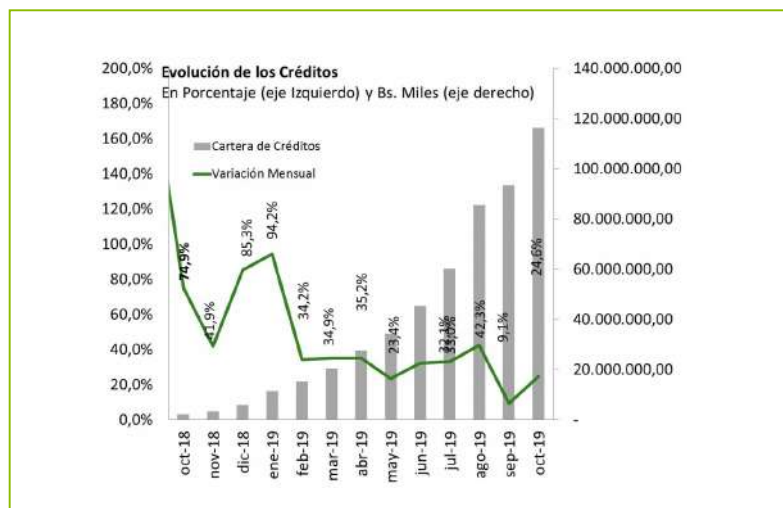 Evolución de los Créditos
En Porcentaje (eje Izquierdo) y Bs. Miles (eje derecho)
Cartera de Créditos
Variación Mensual
200,0%
180,0%
160,0%
140,0%
120,0%
100,0%
80,0%
60,0%
40,0%
20,0%
0,0%
140.000.000,00
120.000.000,00
100.000.000,00
80.000.000,00
60.000.000,00
40.000.000,00
20.000.000,00
-
74,9%
41,9%
85,3%
94,2%
34,2%
34,9%
35,2%
23,4%
32,1%
33,0%
42,3%
9,1%
24,6%
oct-18
nov-18
dic-18
ene-19
feb-19
mar-19
abr-19
may-19
jun-19
jul-19
ago-19
sep-19
oct-19